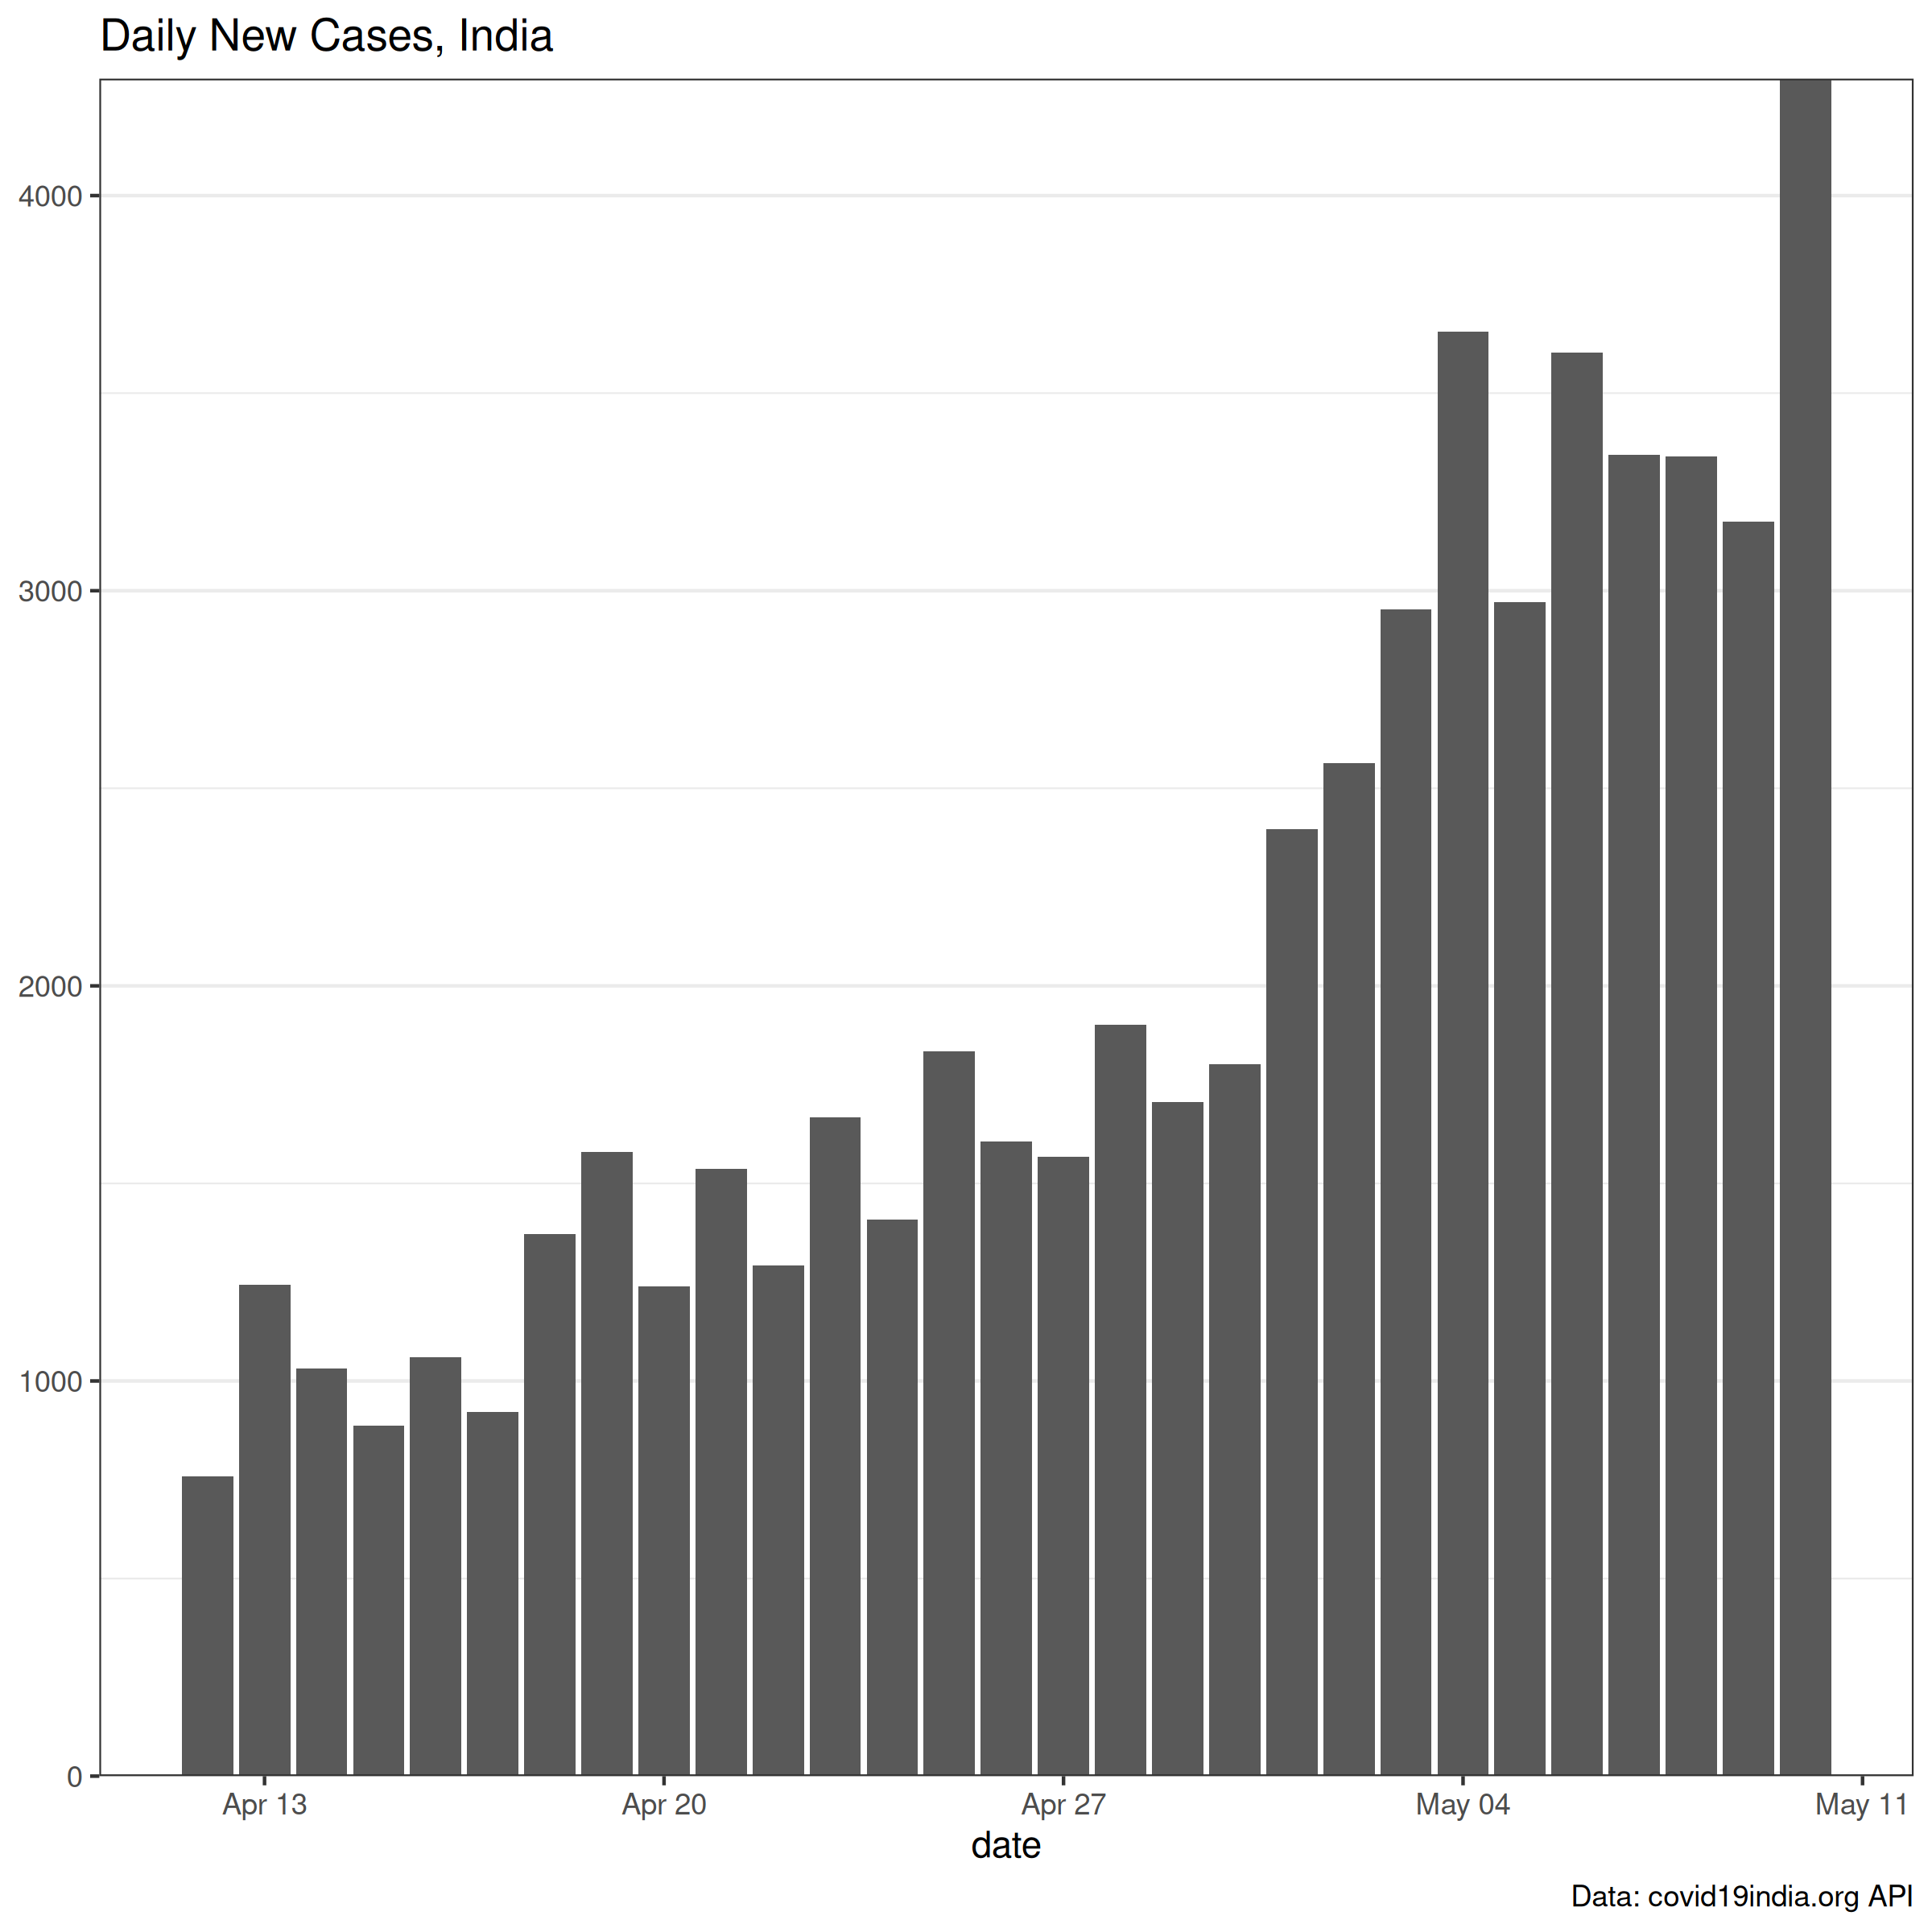 Daily New Cases, India
4000
3000
2000
1000
0
Apr 13 Apr 20 Apr 27 May 04 May 11
date
Data: covid19india.org API